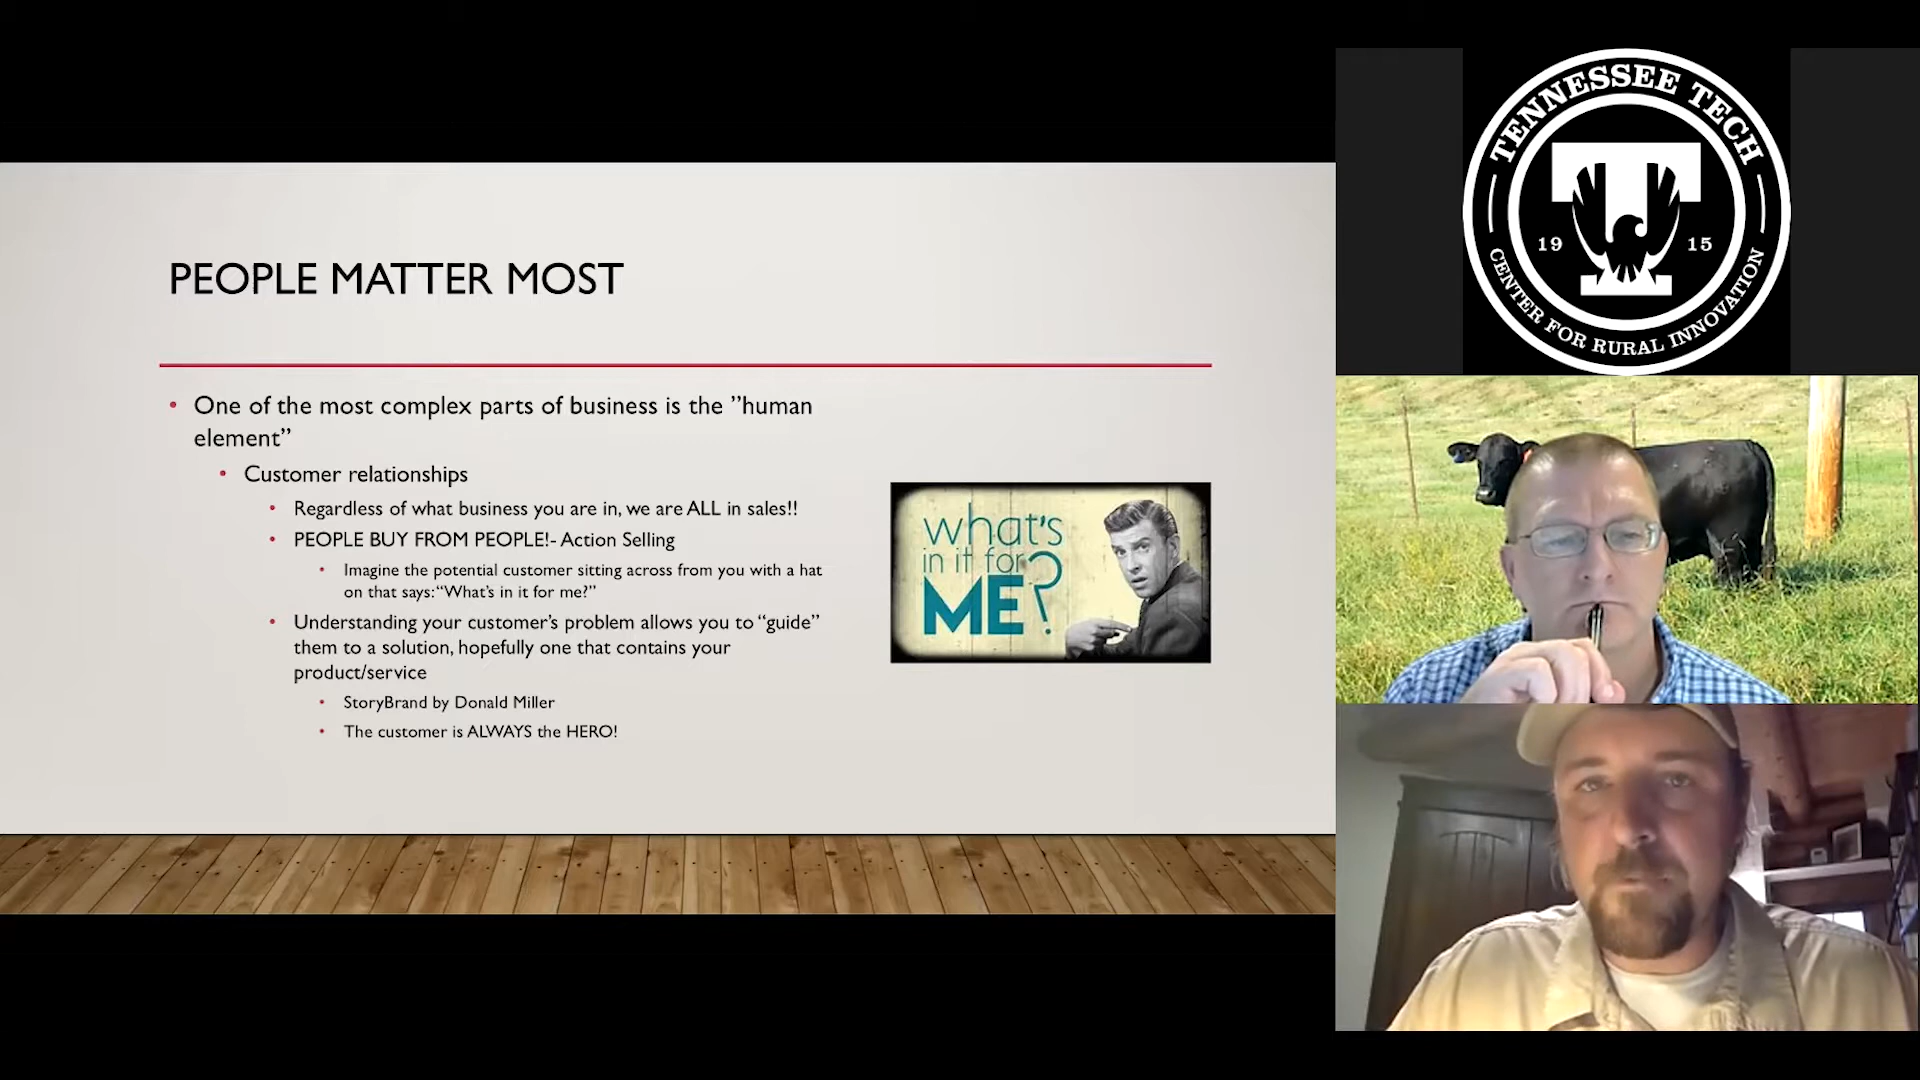 PEOPLE MATTER MOST
• One of the most complex parts of business is the ”human
element”
• Customer relationships
• Regardless of what business you are in, we are ALL in sales!!
• PEOPLE BUY FROM PEOPLE!- Action Selling
• Imagine the potential customer sitting across from you with a hat
on that says: “What’s in it for me?”
• Understanding your customer’s problem allows you to “guide”
them to a solution, hopefully one that contains your
product/service
• StoryBrand by Donald Miller
• The customer is ALWAYS the HERO!
what's
in it for
ME?
TENNESSEE TECH
19 15
CENTER FOR RURAL INNOVATION